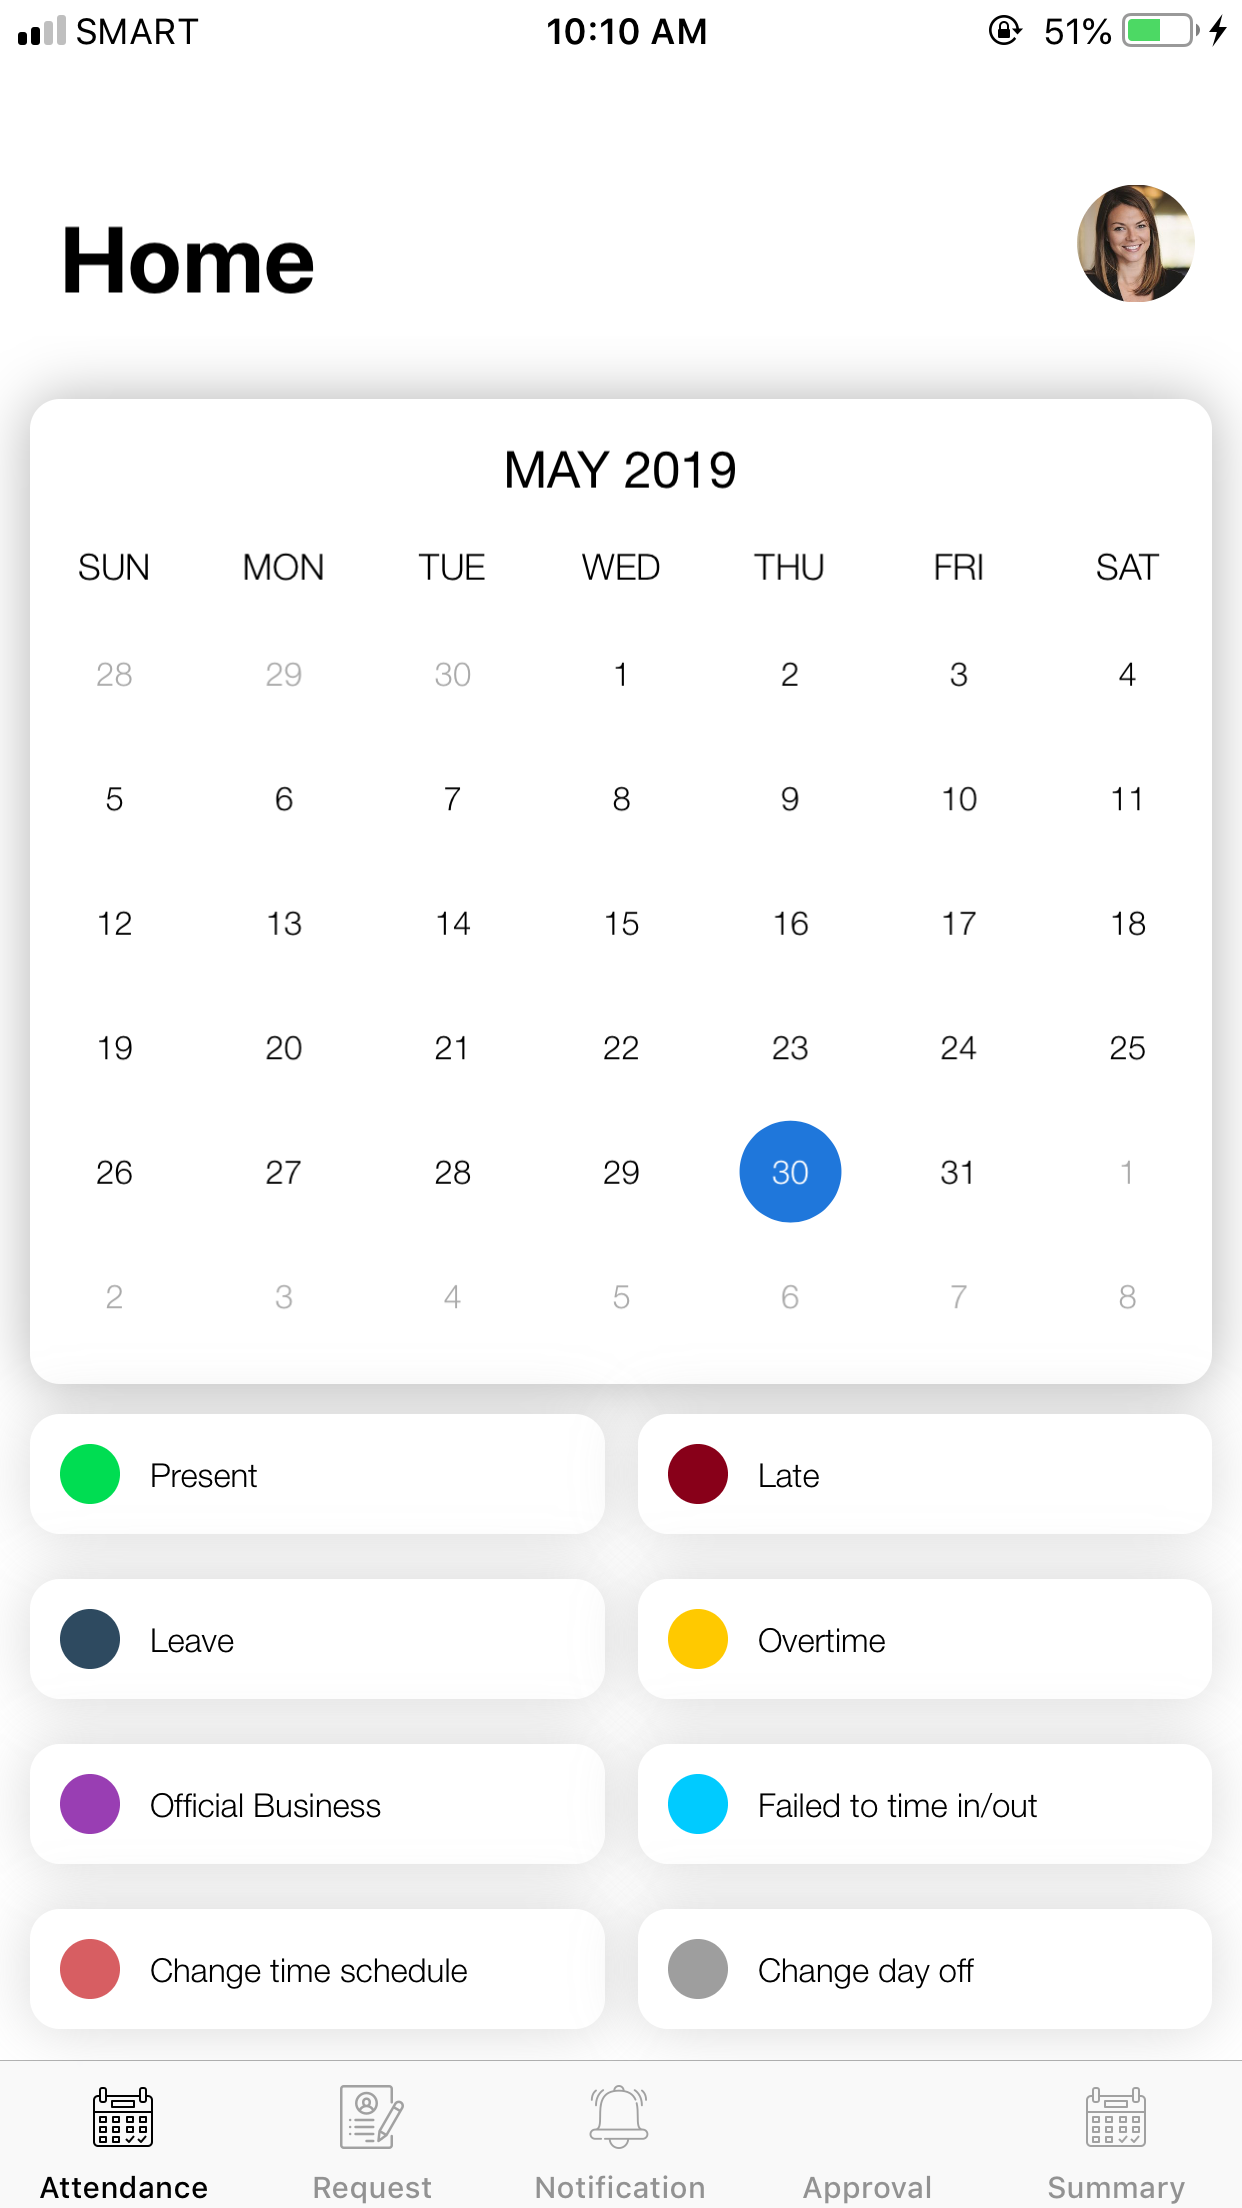 SMART 10:10 AM 51%
Home
MAY 2019
SUN MON TUE WED THU FRI SAT
28 29 30 1 2 3 4
5 6 7 8 9 10 11
12 13 14 15 16 17 18
19 20 21 22 23 24 25
26 27 28 29 30 31 1
2 3 4 5 6 7 8
Present Late
Leave Overtime
Official Business Failed to time in/out
Change time schedule Change day off
Attendance Request Notification Approval Summary